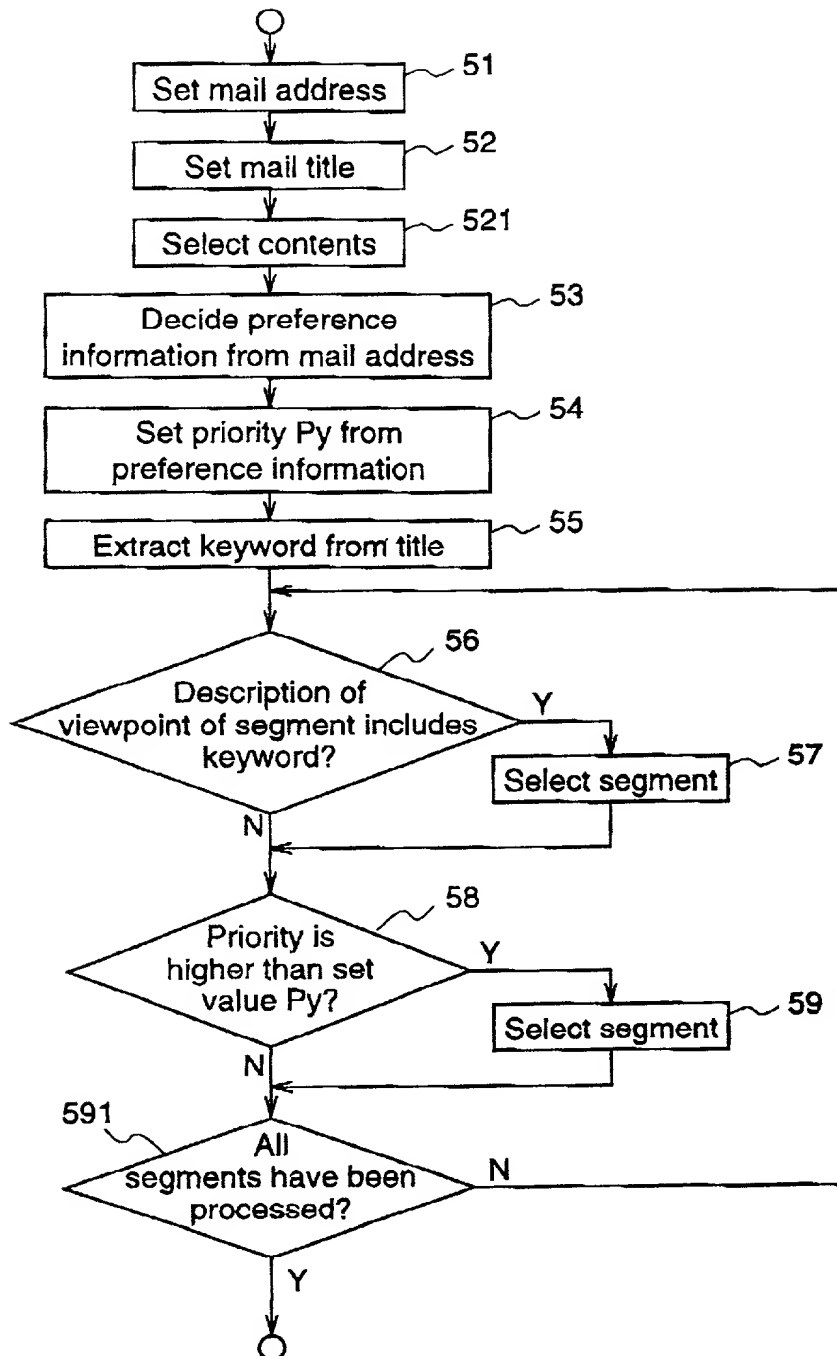 51
Set mail address
52
Set mail title
521
Select contents
53
Decide preference
information from mail address
54
Set priority Py from
preference information
55
Extract keyword from title
56
Description of
viewpoint of segment includes
keyword?
Y
57
Select segment
N
58
Priority is
higher than set
value Py?
Y
59
Select segment
N
591
All
segments have been
processed?
N
Y